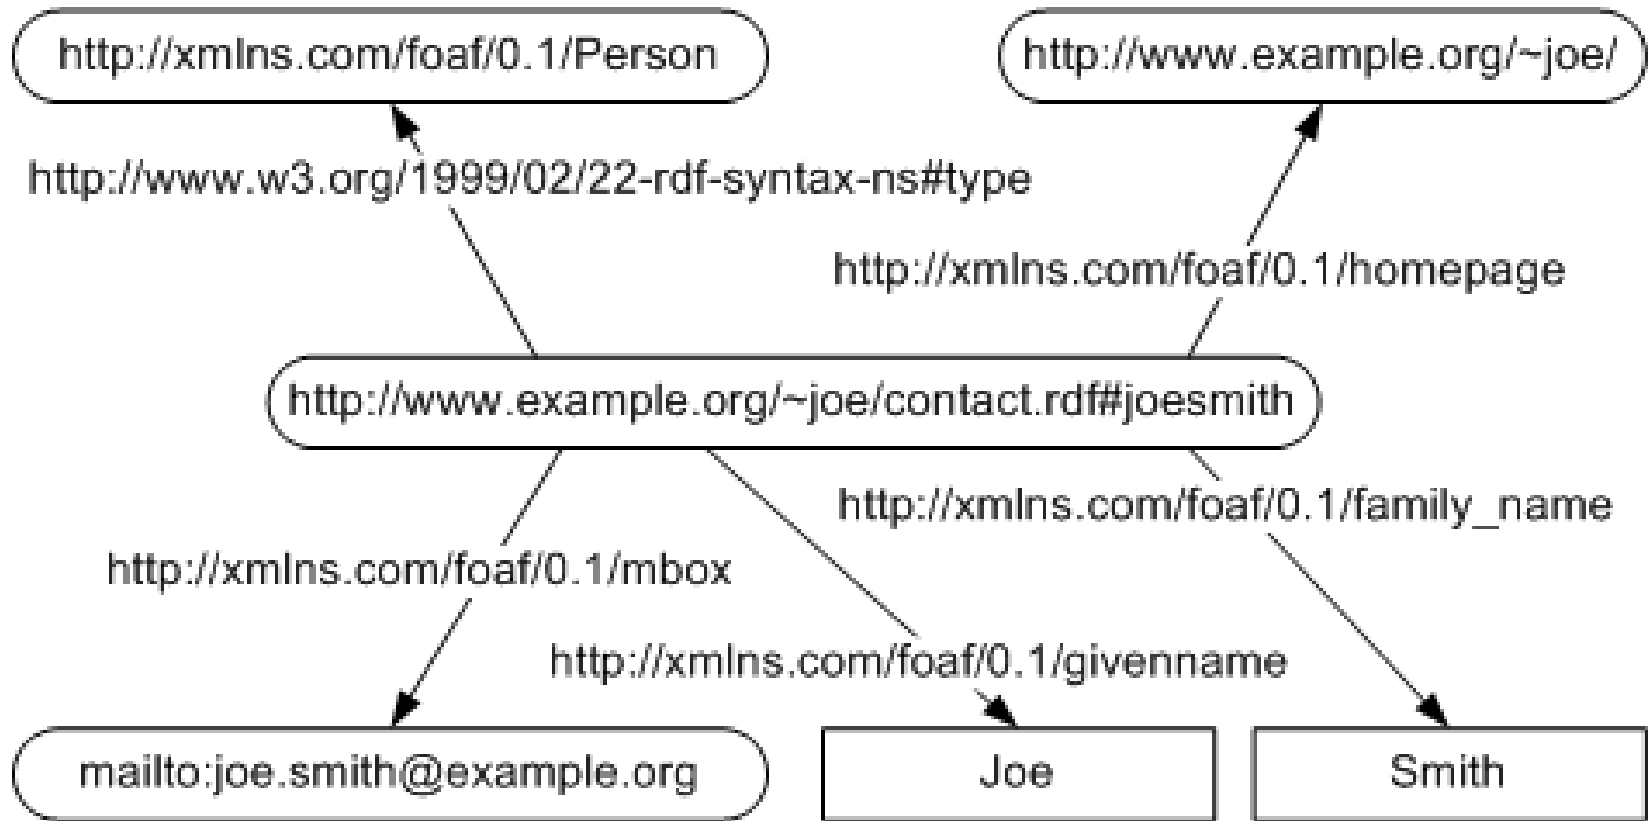 http://xmlns.com/foaf/0.1/Person
http://www.example.org/~joe/
http://www.w3.org/1999/02/22-rdf-syntax-ns#type
http://xmlns.com/foaf/0.1/homepage
http://www.example.org/~joe/contact.rdf#joesmith
http://xmlns.com/foaf/0.1/family_name
http://xmlns.com/foaf/0.1/mbox
http://xmlns.com/foaf/0.1/givenname
mailto:joe.smith@example.org
Joe
Smith